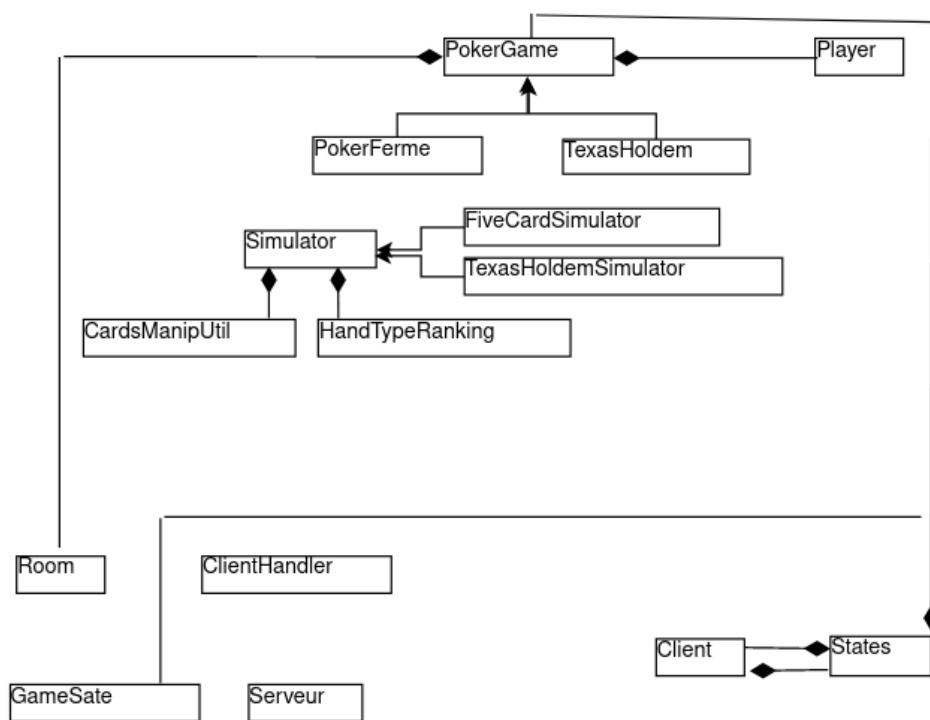 PokerGame
Player
PokerFerme
TexasHoldem
FiveCardSimulator
Simulator
TexasHoldemSimulator
CardsManipUtil
HandTypeRanking
Room
ClientHandler
Client
States
GameSate
Serveur